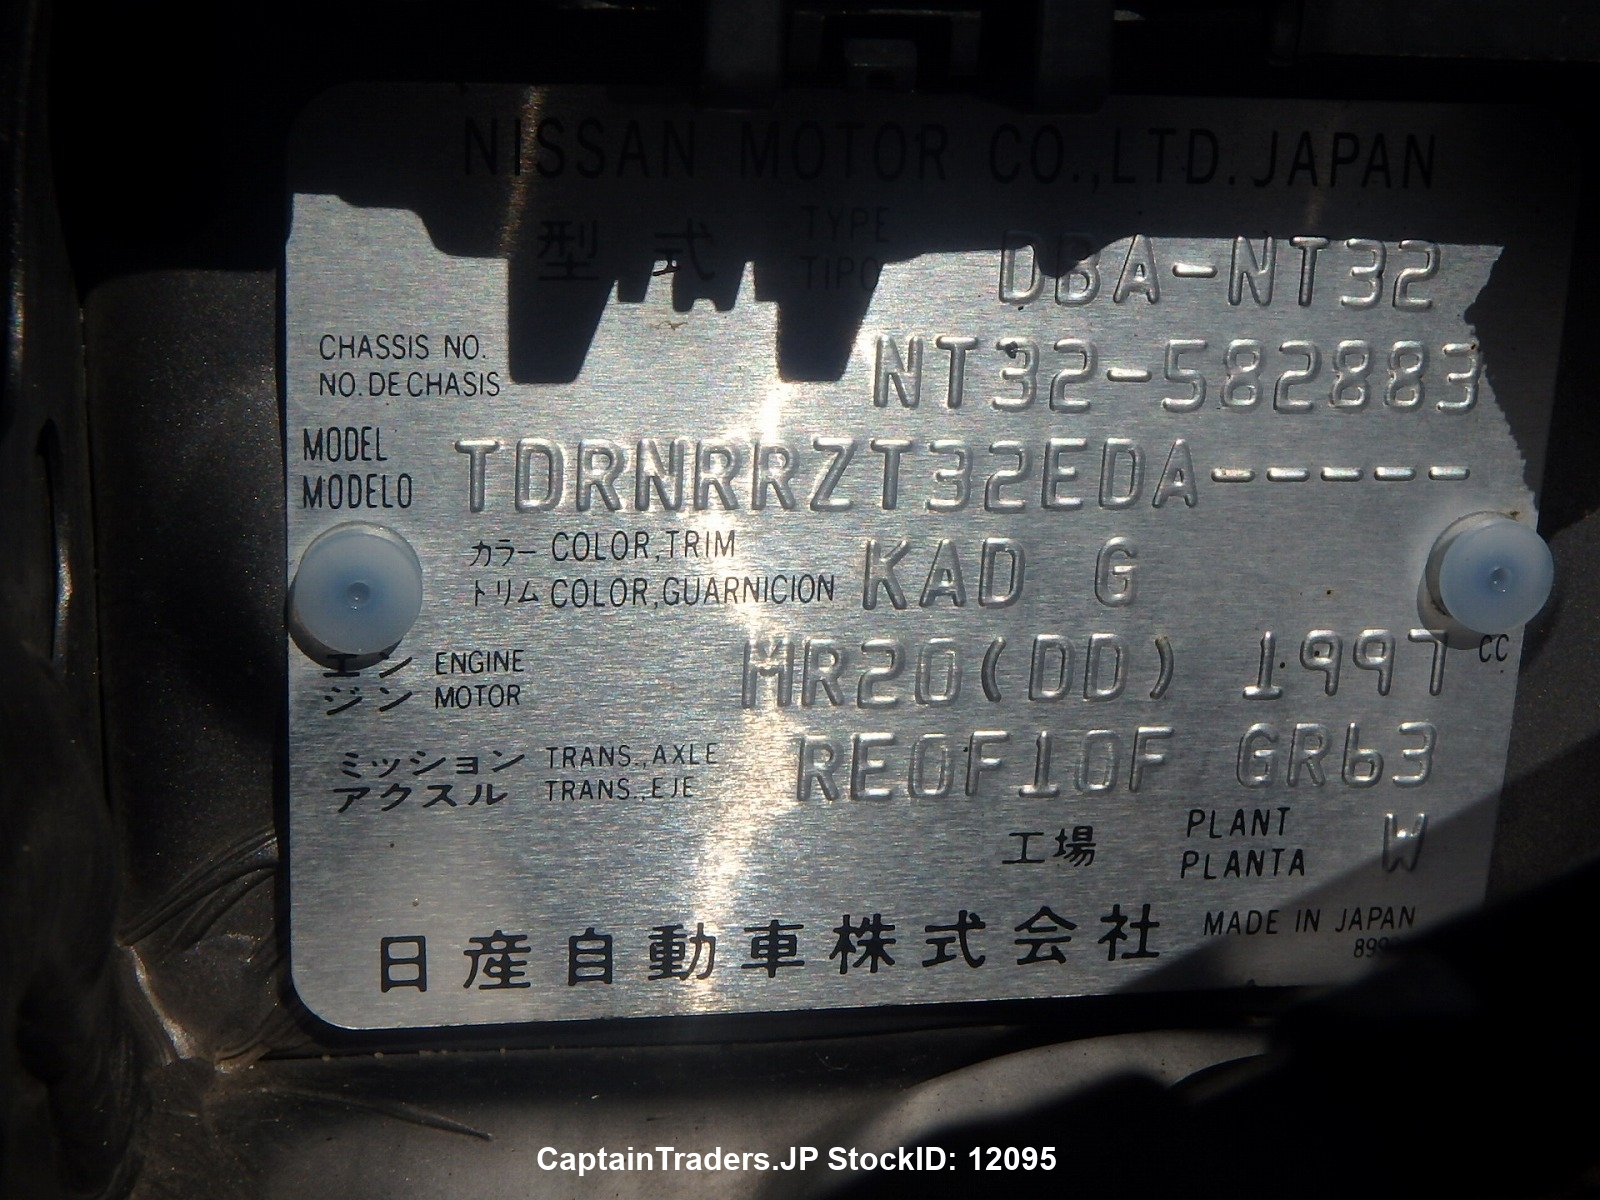 NISSAN MOTOR CO.,LTD. JAPAN
型式 TYPE TIPO DBA-NT32
CHASSIS NO. NT32-582883
NO. DE CHASIS
MODEL TDRNRRZT32EDA-----
MODELO
カラー COLOR,TRIM KAD G
トリム COLOR,GUARNICION
エン ENGINE MR20(DD) 1997 CC
ジン MOTOR
ミッション TRANS.,AXLE RE0F10F GR63
アクスル TRANS.,EJE
工場 PLANT W
PLANTA
日産自動車株式会社 MADE IN JAPAN
CaptainTraders.JP StockID: 12095